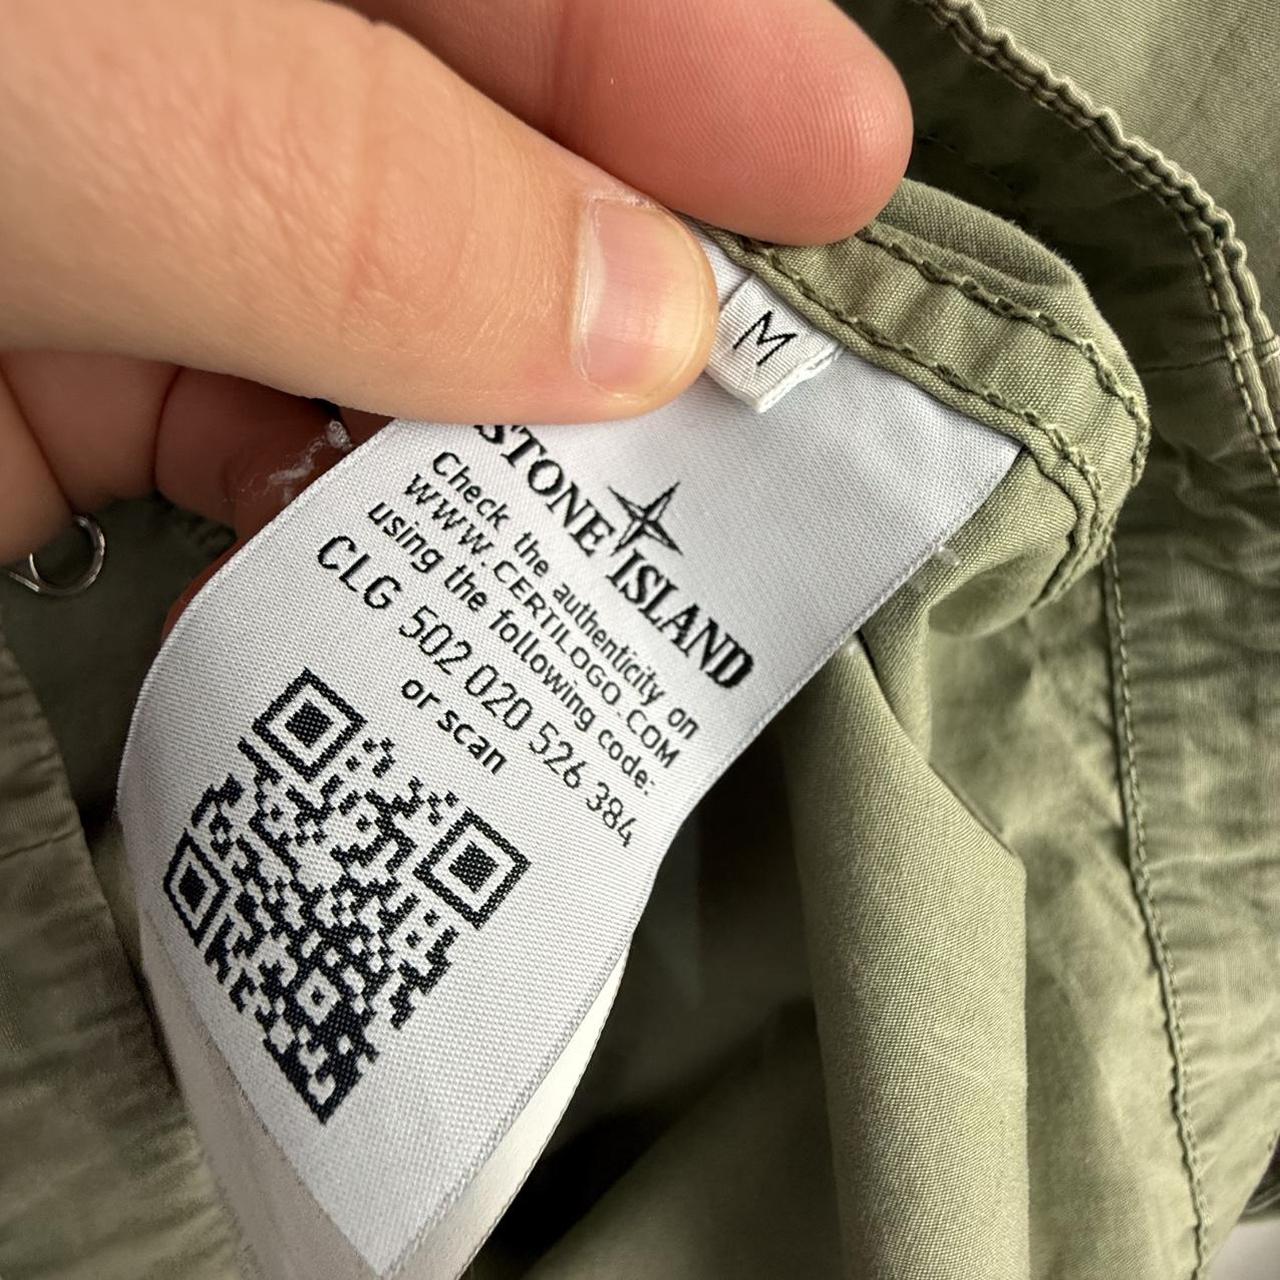 M
STONE ISLAND
Check the authenticity on
WWW.CERTILOGO.COM
using the following code:
CLG 502 020 526 384
or scan